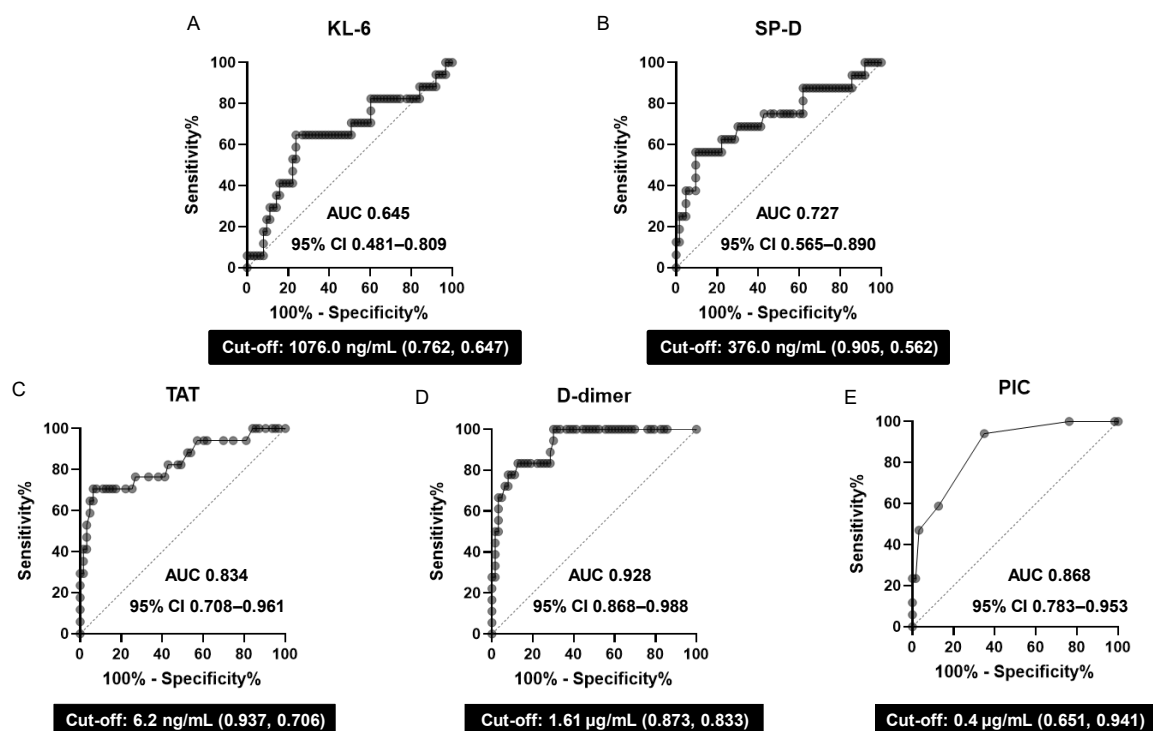 A
KL-6
100
80
60
40
20
0
Sensitivity%
AUC 0.645
95% CI 0.481–0.809
0 20 40 60 80 100
100% - Specificity%
Cut-off: 1076.0 ng/mL (0.762, 0.647)
B
SP-D
100
80
60
40
20
0
Sensitivity%
AUC 0.727
95% CI 0.565–0.890
0 20 40 60 80 100
100% - Specificity%
Cut-off: 376.0 ng/mL (0.905, 0.562)
C
TAT
100
80
60
40
20
0
Sensitivity%
AUC 0.834
95% CI 0.708–0.961
0 20 40 60 80 100
100% - Specificity%
Cut-off: 6.2 ng/mL (0.937, 0.706)
D
D-dimer
100
80
60
40
20
0
Sensitivity%
AUC 0.928
95% CI 0.868–0.988
0 20 40 60 80 100
100% - Specificity%
Cut-off: 1.61 µg/mL (0.873, 0.833)
E
PIC
100
80
60
40
20
0
Sensitivity%
AUC 0.868
95% CI 0.783–0.953
0 20 40 60 80 100
100% - Specificity%
Cut-off: 0.4 µg/mL (0.651, 0.941)